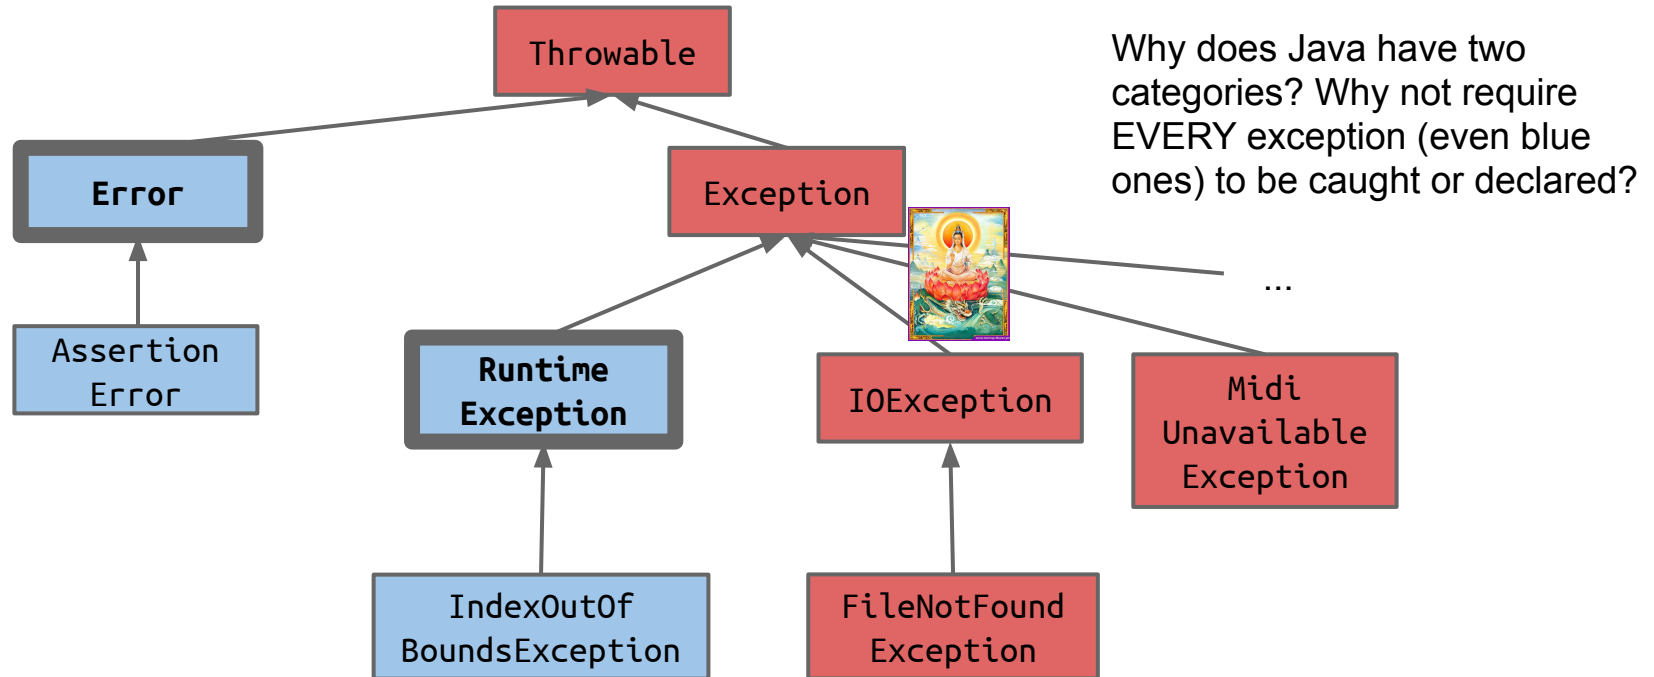 Throwable
Why does Java have two
categories? Why not require
EVERY exception (even blue
ones) to be caught or declared?
Error
Exception
...
Assertion
Error
Runtime
Exception
IOException
Midi
Unavailable
Exception
IndexOutOf
BoundsException
FileNotFound
Exception